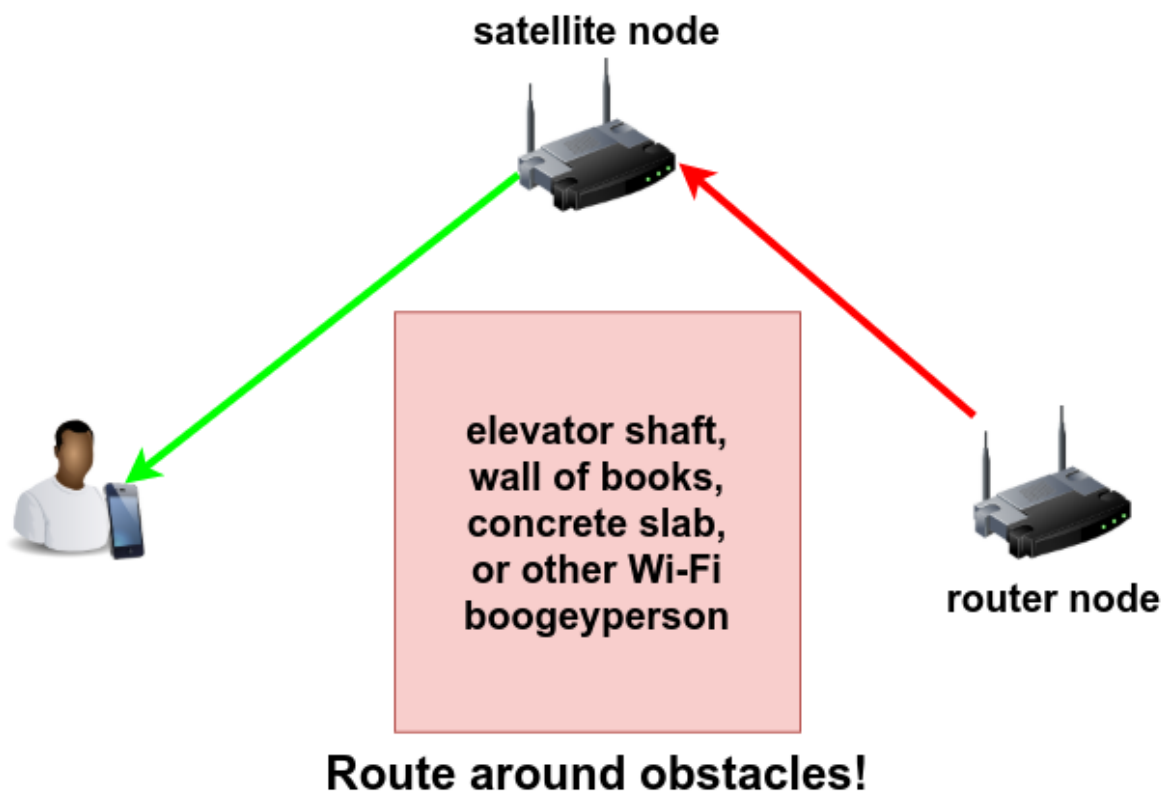 satellite node
elevator shaft,
wall of books,
concrete slab,
or other Wi-Fi
boogeyperson
router node
Route around obstacles!